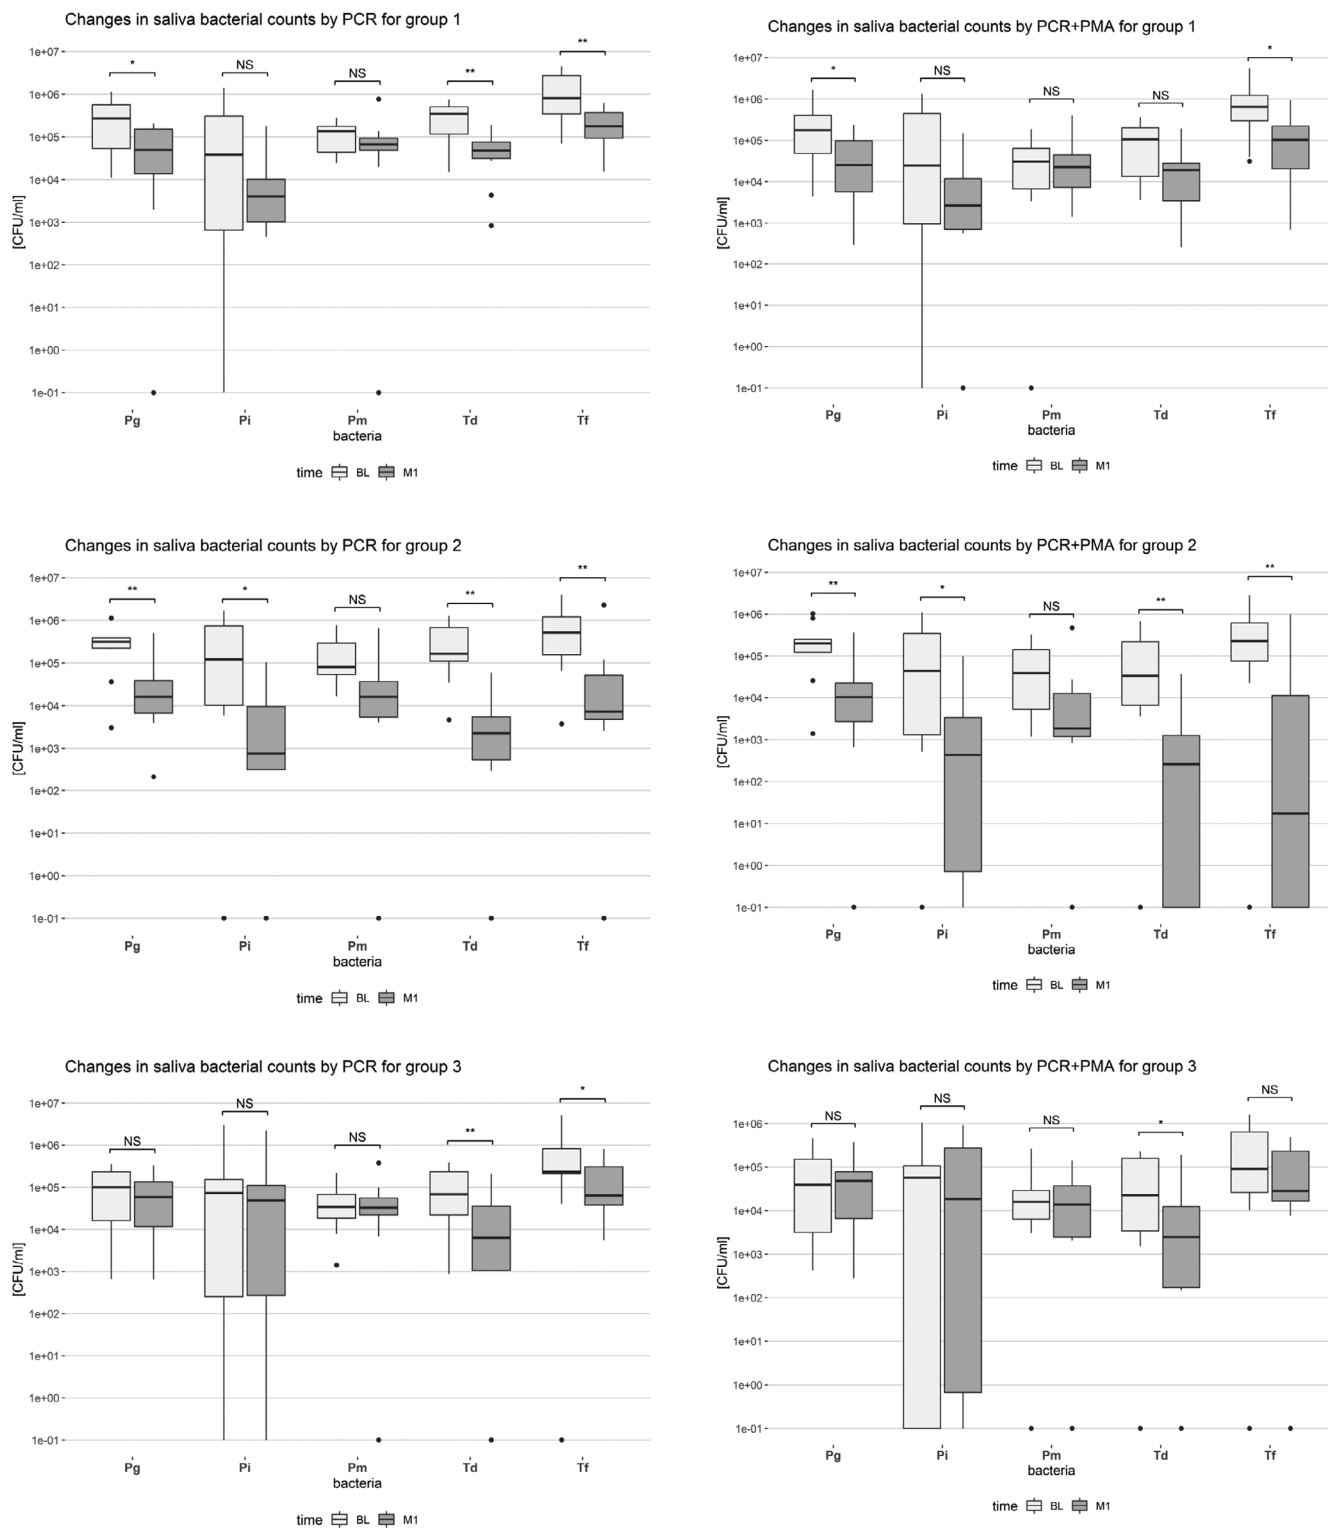 Changes in saliva bacterial counts by PCR for group 1
1e+07
1e+06
1e+05
1e+04
1e+03
1e+02
1e+01
1e+00
1e-01
[CFU/ml]
* NS NS ** **
Pg Pi Pm Td Tf
bacteria
time BL M1
Changes in saliva bacterial counts by PCR+PMA for group 1
1e+07
1e+06
1e+05
1e+04
1e+03
1e+02
1e+01
1e+00
1e-01
[CFU/ml]
* NS NS NS *
Pg Pi Pm Td Tf
bacteria
time BL M1
Changes in saliva bacterial counts by PCR for group 2
1e+07
1e+06
1e+05
1e+04
1e+03
1e+02
1e+01
1e+00
1e-01
[CFU/ml]
** * NS ** **
Pg Pi Pm Td Tf
bacteria
time BL M1
Changes in saliva bacterial counts by PCR+PMA for group 2
1e+07
1e+06
1e+05
1e+04
1e+03
1e+02
1e+01
1e+00
1e-01
[CFU/ml]
** * NS ** **
Pg Pi Pm Td Tf
bacteria
time BL M1
Changes in saliva bacterial counts by PCR for group 3
1e+07
1e+06
1e+05
1e+04
1e+03
1e+02
1e+01
1e+00
1e-01
[CFU/ml]
NS NS NS ** *
Pg Pi Pm Td Tf
bacteria
time BL M1
Changes in saliva bacterial counts by PCR+PMA for group 3
1e+06
1e+05
1e+04
1e+03
1e+02
1e+01
1e+00
1e-01
[CFU/ml]
NS NS NS * NS
Pg Pi Pm Td Tf
bacteria
time BL M1